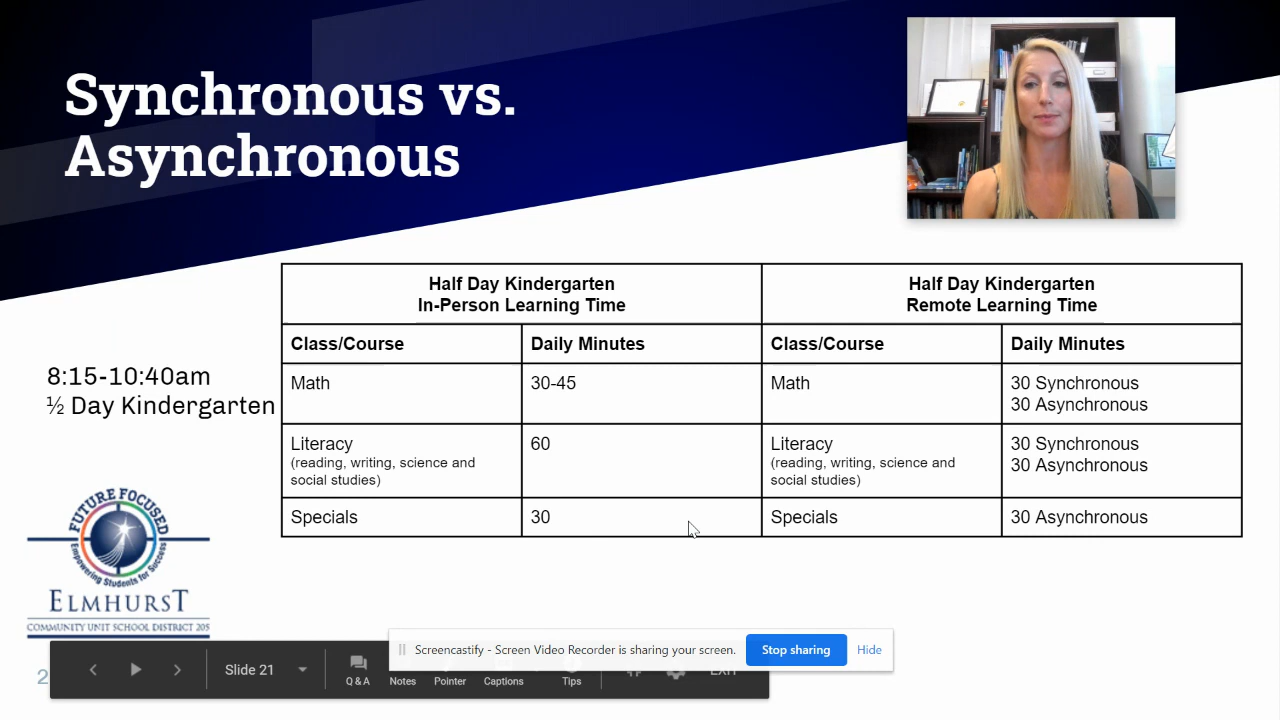 Synchronous vs.
Asynchronous
Half Day Kindergarten
In-Person Learning Time
Half Day Kindergarten
Remote Learning Time
Class/Course
Daily Minutes
Class/Course
Daily Minutes
8:15-10:40am
½ Day Kindergarten
Math
30-45
Math
30 Synchronous
30 Asynchronous
Literacy
(reading, writing, science and
social studies)
60
Literacy
(reading, writing, science and
social studies)
30 Synchronous
30 Asynchronous
Specials
30
Specials
30 Asynchronous
FUTURE FOCUSED
Empowering Students for Success
ELMHURST
COMMUNITY UNIT SCHOOL DISTRICT 205
Screencastify - Screen Video Recorder is sharing your screen.
Stop sharing
Hide
2
Slide 21
Q & A
Notes
Pointer
Captions
Tips
EXIT